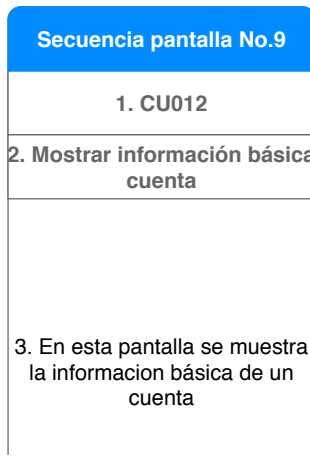 Secuencia pantalla No.9
1. CU012
2. Mostrar información básica
cuenta
3. En esta pantalla se muestra
la informacion básica de un
cuenta